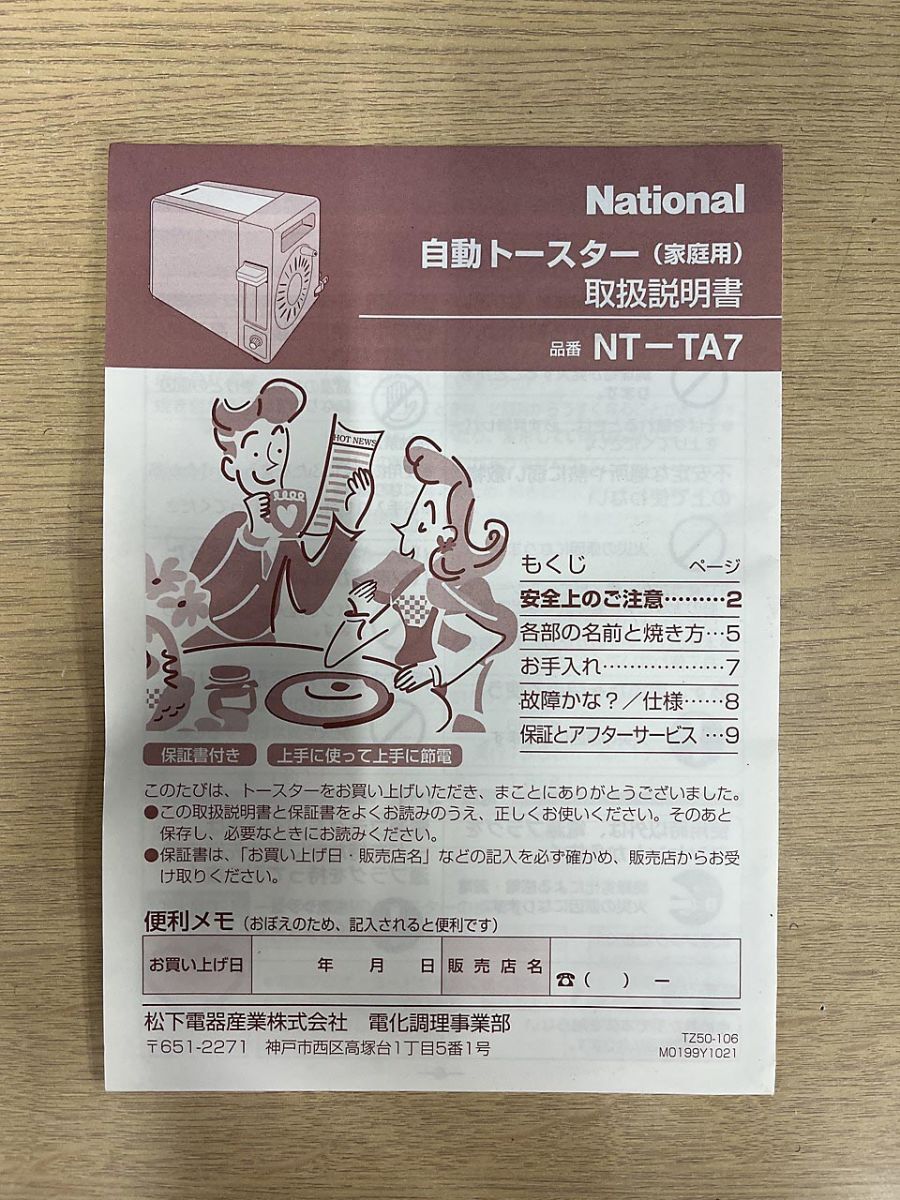 National
自動トースター（家庭用）
取扱説明書
品番 NT－TA7
HOT NEWS
もくじ ページ
安全上のご注意………2
各部の名前と焼き方…5
お手入れ………………7
故障かな？／仕様……8
保証とアフターサービス…9
保証書付き 上手に使って上手に節電
このたびは、トースターをお買い上げいただき、まことにありがとうございました。
●この取扱説明書と保証書をよくお読みのうえ、正しくお使いください。そのあと
保存し、必要なときにお読みください。
●保証書は、「お買い上げ日・販売店名」などの記入を必ず確かめ、販売店からお受
け取りください。
便利メモ（おぼえのため、記入されると便利です）
お買い上げ日 年 月 日 販売店名 ☎（ ） －
松下電器産業株式会社 電化調理事業部
〒651-2271 神戸市西区高塚台1丁目5番1号
TZ50-106
M0199Y1021